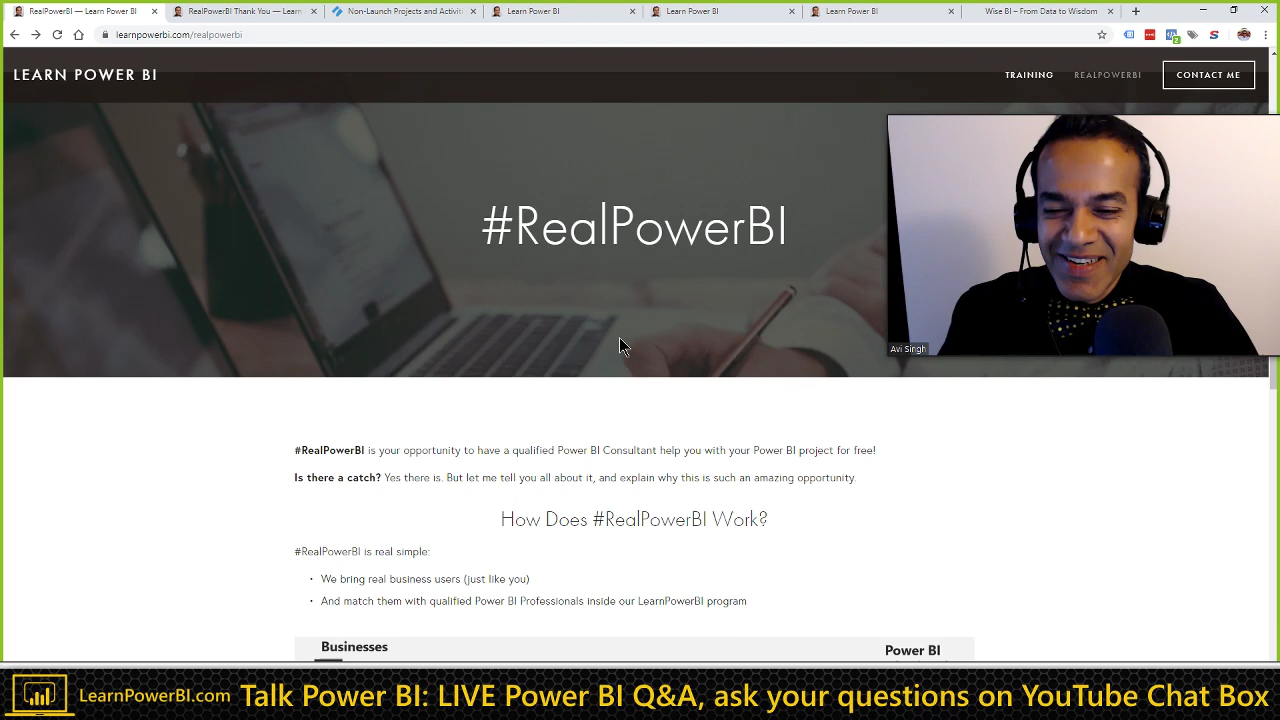 RealPowerBI — Learn Power BI
RealPowerBI Thank You — Learn
Non-Launch Projects and Activiti
Learn Power BI
Learn Power BI
Learn Power BI
Wise BI – From Data to Wisdom
learnpowerbi.com/realpowerbi
LEARN POWER BI
TRAINING
REALPOWERBI
CONTACT ME
#RealPowerBI
Avi Singh
#RealPowerBI is your opportunity to have a qualified Power BI Consultant help you with your Power BI project for free!
Is there a catch? Yes there is. But let me tell you all about it, and explain why this is such an amazing opportunity.
How Does #RealPowerBI Work?
#RealPowerBI is real simple:
• We bring real business users (just like you)
• And match them with qualified Power BI Professionals inside our LearnPowerBI program
Businesses
Power BI
LearnPowerBI.com
Talk Power BI: LIVE Power BI Q&A, ask your questions on YouTube Chat Box